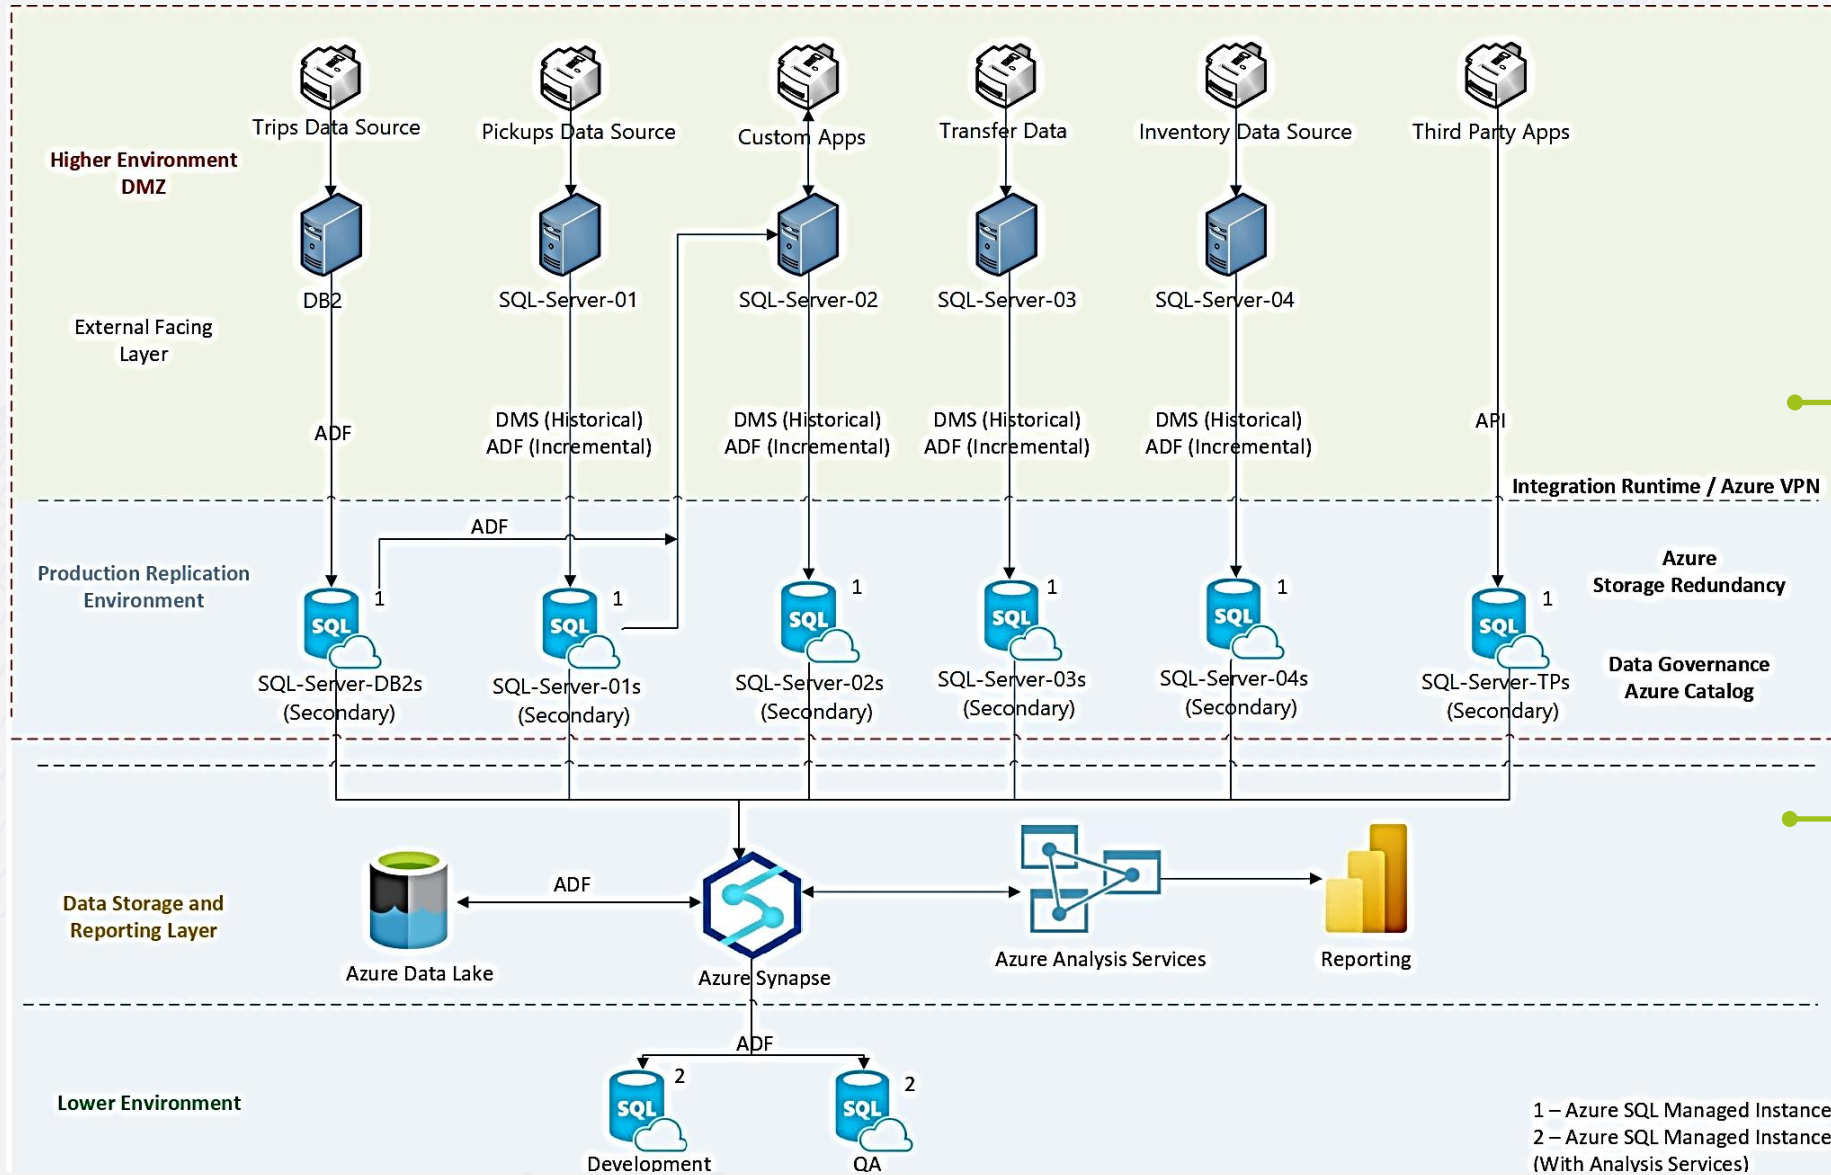 Trips Data Source
Pickups Data Source
Custom Apps
Transfer Data
Inventory Data Source
Third Party Apps
Higher Environment
DMZ
DB2
SQL-Server-01
SQL-Server-02
SQL-Server-03
SQL-Server-04
External Facing
Layer
ADF
DMS (Historical)
ADF (Incremental)
DMS (Historical)
ADF (Incremental)
DMS (Historical)
ADF (Incremental)
DMS (Historical)
ADF (Incremental)
API
Integration Runtime / Azure VPN
ADF
Production Replication
Environment
SQL
1
SQL
1
SQL
1
SQL
1
SQL
1
SQL
1
Azure
Storage Redundancy
SQL-Server-DB2s
(Secondary)
SQL-Server-01s
(Secondary)
SQL-Server-02s
(Secondary)
SQL-Server-03s
(Secondary)
SQL-Server-04s
(Secondary)
SQL-Server-TPs
(Secondary)
Data Governance
Azure Catalog
Data Storage and
Reporting Layer
ADF
Azure Data Lake
Azure Synapse
Azure Analysis Services
Reporting
ADF
Lower Environment
SQL
2
SQL
2
Development
QA
1 – Azure SQL Managed Instance
2 – Azure SQL Managed Instance
(With Analysis Services)